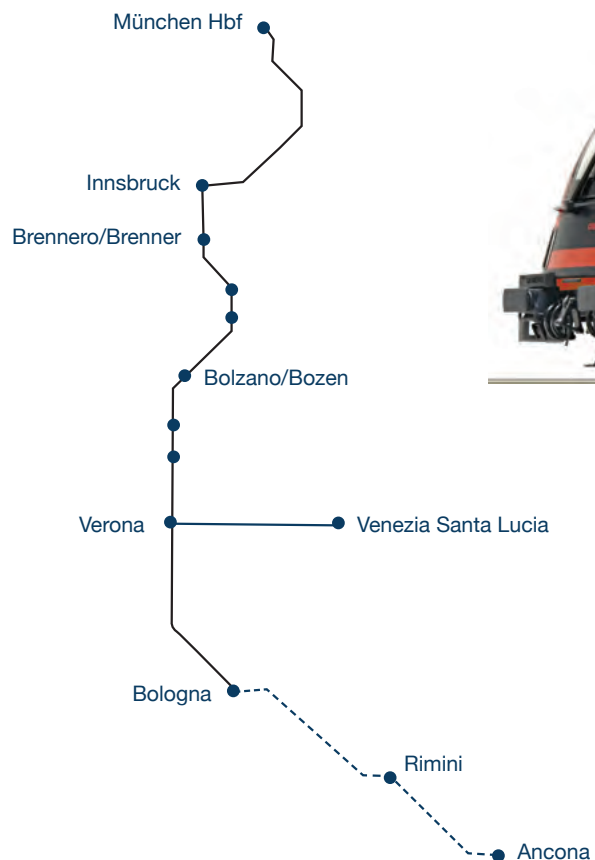 München Hbf
Innsbruck
Brennero/Brenner
Bolzano/Bozen
Verona
Venezia Santa Lucia
Bologna
Rimini
Ancona